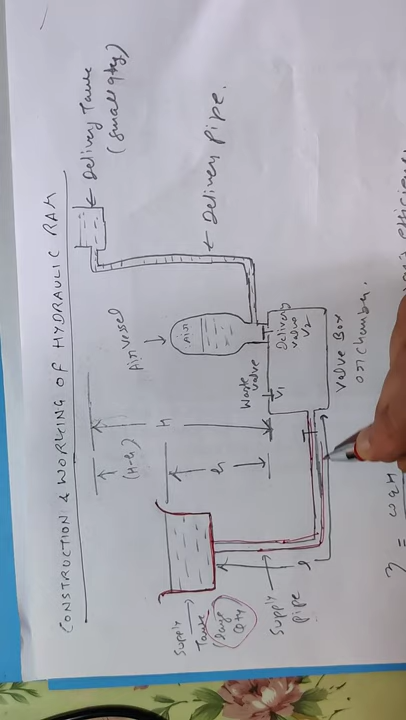 CONSTRUCTION & WORKING OF HYDRAULIC RAM
← Delivery Tank
(Small qty)
← Delivery Pipe.
Air Vessel
Air
(H-h)
H
h
Waste
valve
V1
Delivery
valve
V2
Valve Box
or chamber.
Supply
Tank
(Large
qty)
Supply
pipe
l
η =